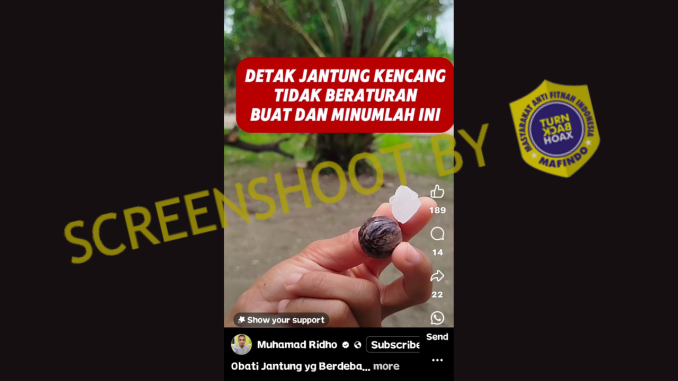 DETAK JANTUNG KENCANG
TIDAK BERATURAN
BUAT DAN MINUMLAH INI
SCREENSHOOT BY
MASYARAKAT ANTI FITNAH INDONESIA
TURN
BACK
HOAX
MAFINDO
189
14
22
Send
Show your support
Muhamad Ridho
Subscribe
Obati Jantung yg Berdeba... more